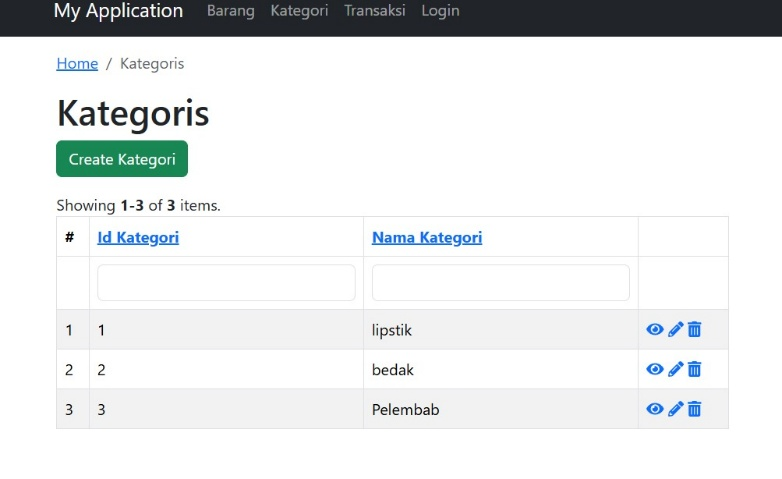 My Application Barang Kategori Transaksi Login
Home / Kategoris
Kategoris
Create Kategori
Showing 1-3 of 3 items.
# Id Kategori Nama Kategori
1 1 lipstik
2 2 bedak
3 3 Pelembab